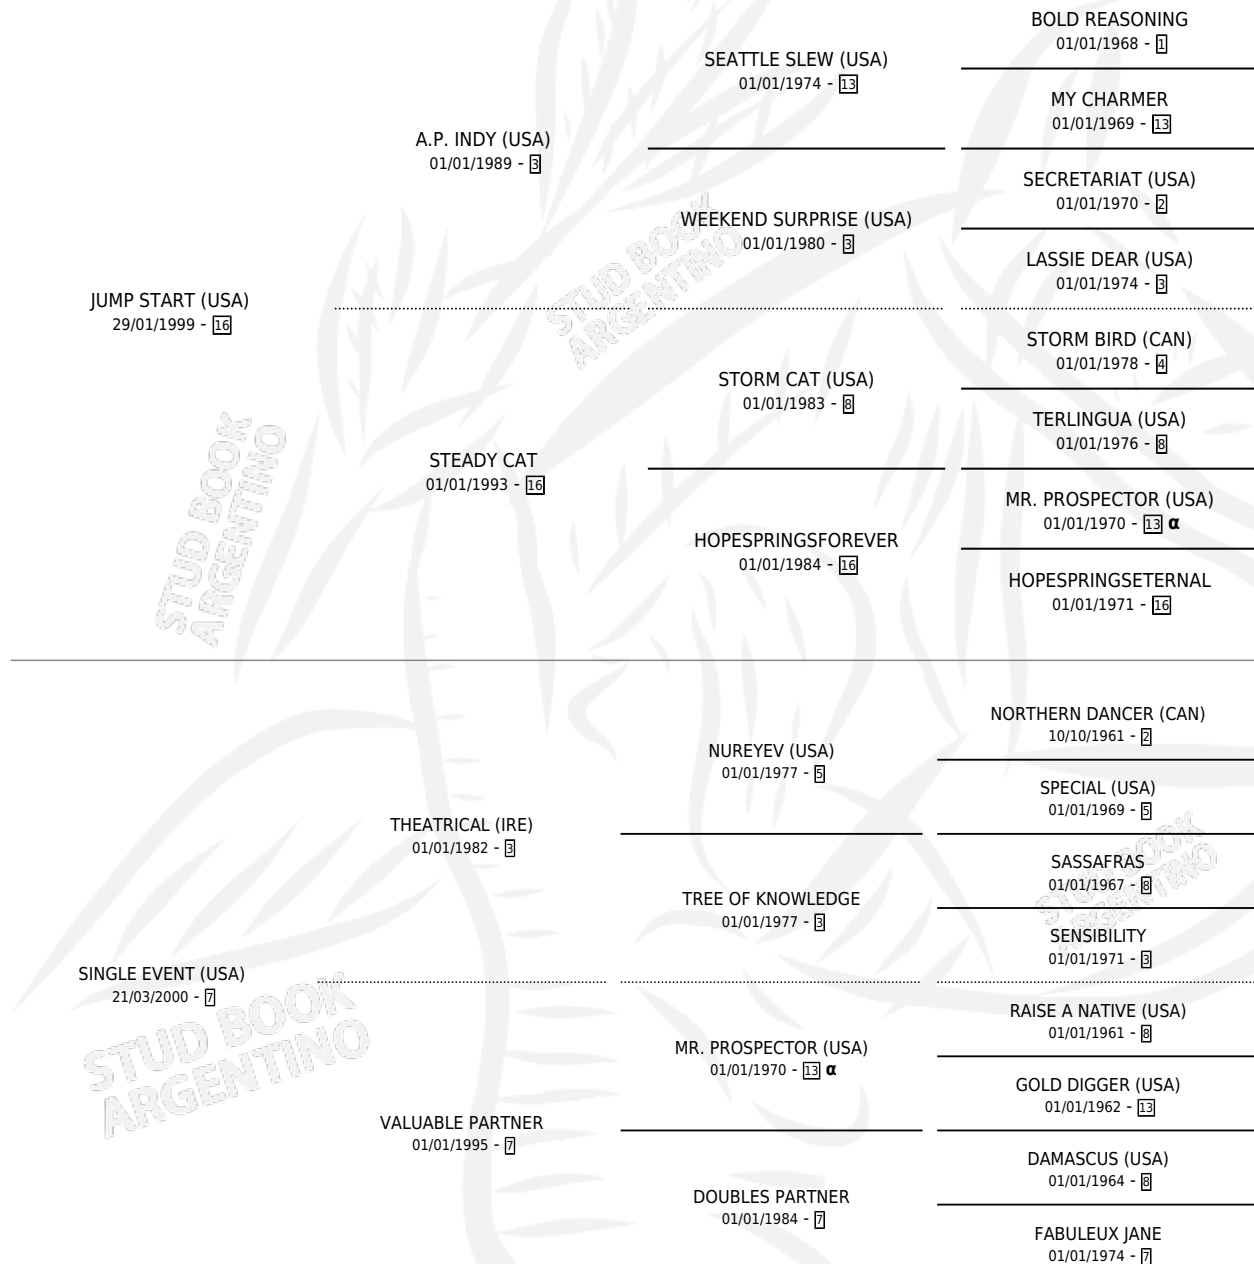 BOLD REASONING
01/01/1968 - 1
SEATTLE SLEW (USA)
01/01/1974 - 13
MY CHARMER
01/01/1969 - 13
A.P. INDY (USA)
01/01/1989 - 3
SECRETARIAT (USA)
01/01/1970 - 2
WEEKEND SURPRISE (USA)
01/01/1980 - 3
LASSIE DEAR (USA)
01/01/1974 - 3
JUMP START (USA)
29/01/1999 - 16
STORM BIRD (CAN)
01/01/1978 - 4
STORM CAT (USA)
01/01/1983 - 8
TERLINGUA (USA)
01/01/1976 - 8
STEADY CAT
01/01/1993 - 16
MR. PROSPECTOR (USA)
01/01/1970 - 13 α
HOPESPRINGSFOREVER
01/01/1984 - 16
HOPESPRINGSETERNAL
01/01/1971 - 16
NORTHERN DANCER (CAN)
10/10/1961 - 2
NUREYEV (USA)
01/01/1977 - 5
SPECIAL (USA)
01/01/1969 - 5
THEATRICAL (IRE)
01/01/1982 - 3
SASSAFRAS
01/01/1967 - 8
TREE OF KNOWLEDGE
01/01/1977 - 3
SENSIBILITY
01/01/1971 - 3
SINGLE EVENT (USA)
21/03/2000 - 7
RAISE A NATIVE (USA)
01/01/1961 - 8
MR. PROSPECTOR (USA)
01/01/1970 - 13 α
GOLD DIGGER (USA)
01/01/1962 - 13
VALUABLE PARTNER
01/01/1995 - 7
DAMASCUS (USA)
01/01/1964 - 8
DOUBLES PARTNER
01/01/1984 - 7
FABULEUX JANE
01/01/1974 - 7
STUD BOOK
ARGENTINO
STUD BOOK
ARGENTINO
STUD BOOK
ARGENTINO
STUD BOOK
ARGENTINO